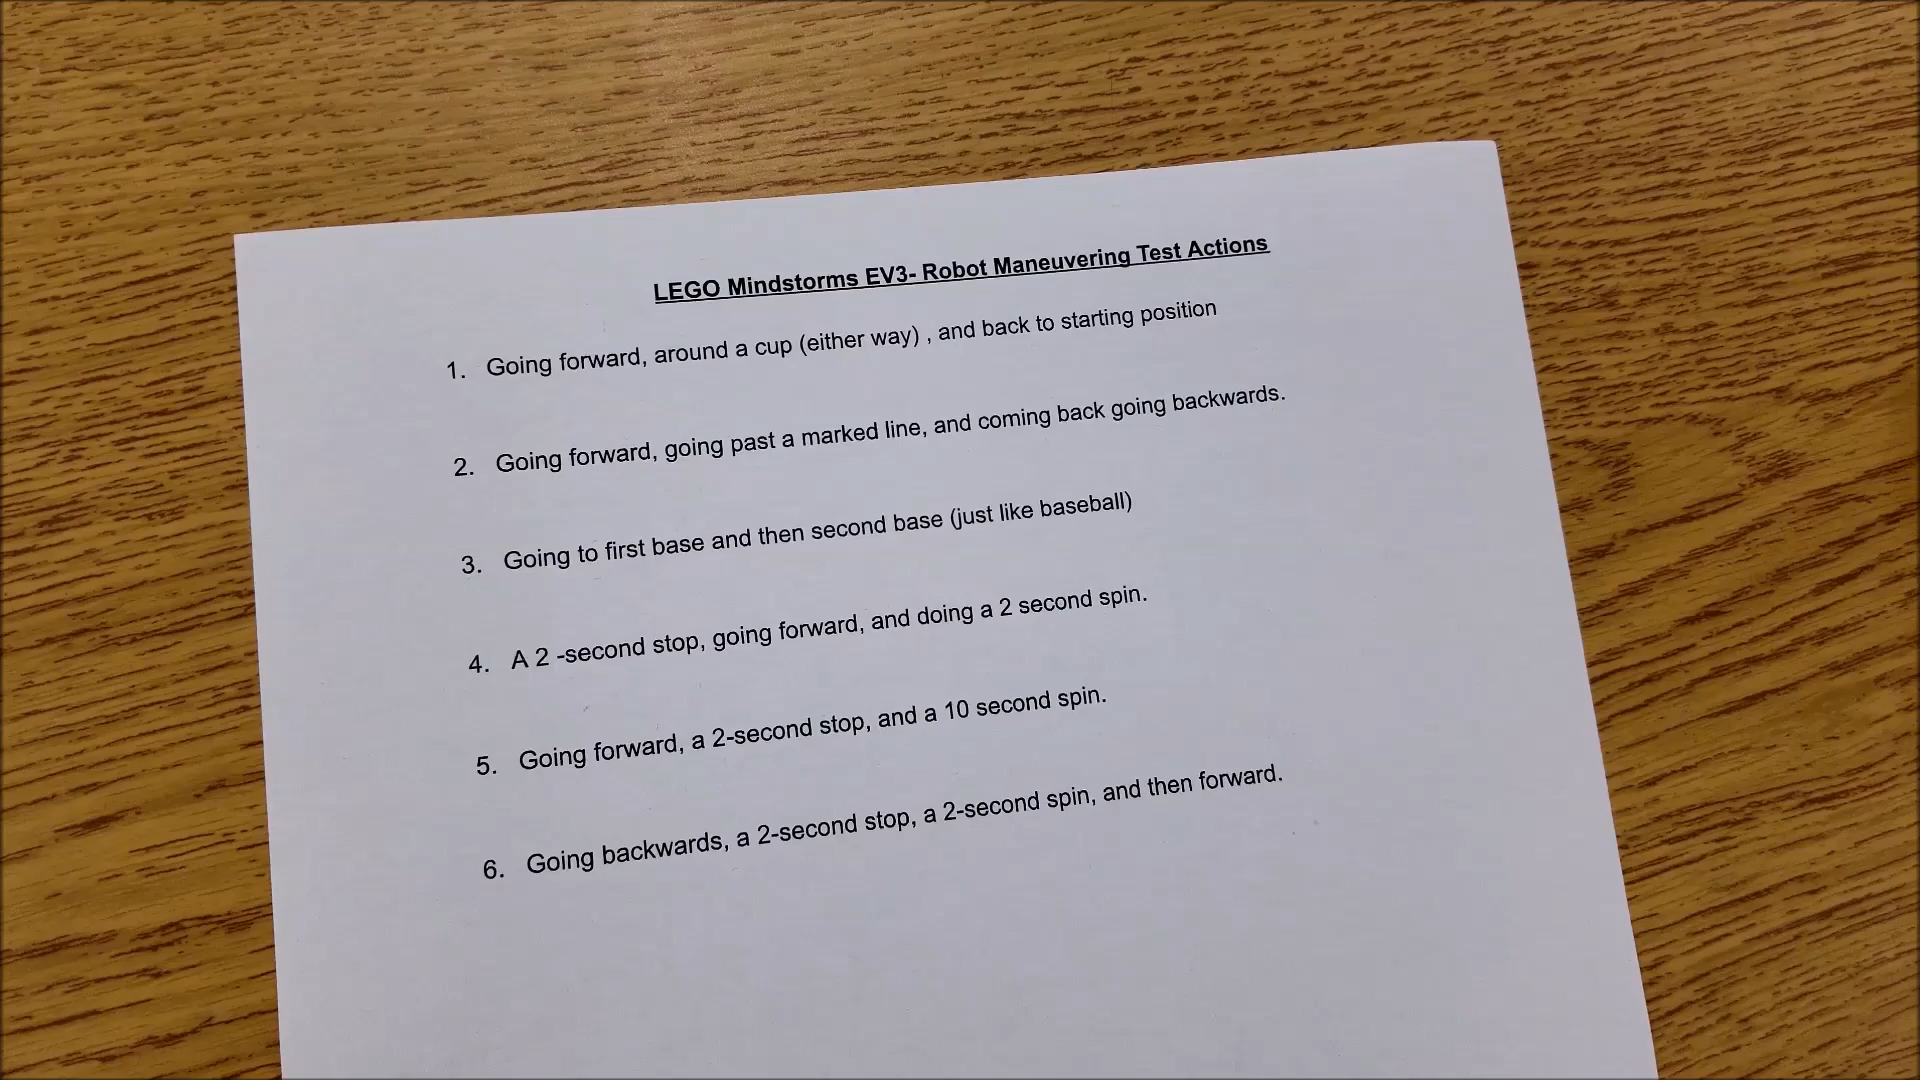 LEGO Mindstorms EV3- Robot Maneuvering Test Actions
1. Going forward, around a cup (either way) , and back to starting position
2. Going forward, going past a marked line, and coming back going backwards.
3. Going to first base and then second base (just like baseball)
4. A 2 -second stop, going forward, and doing a 2 second spin.
5. Going forward, a 2-second stop, and a 10 second spin.
6. Going backwards, a 2-second stop, a 2-second spin, and then forward.